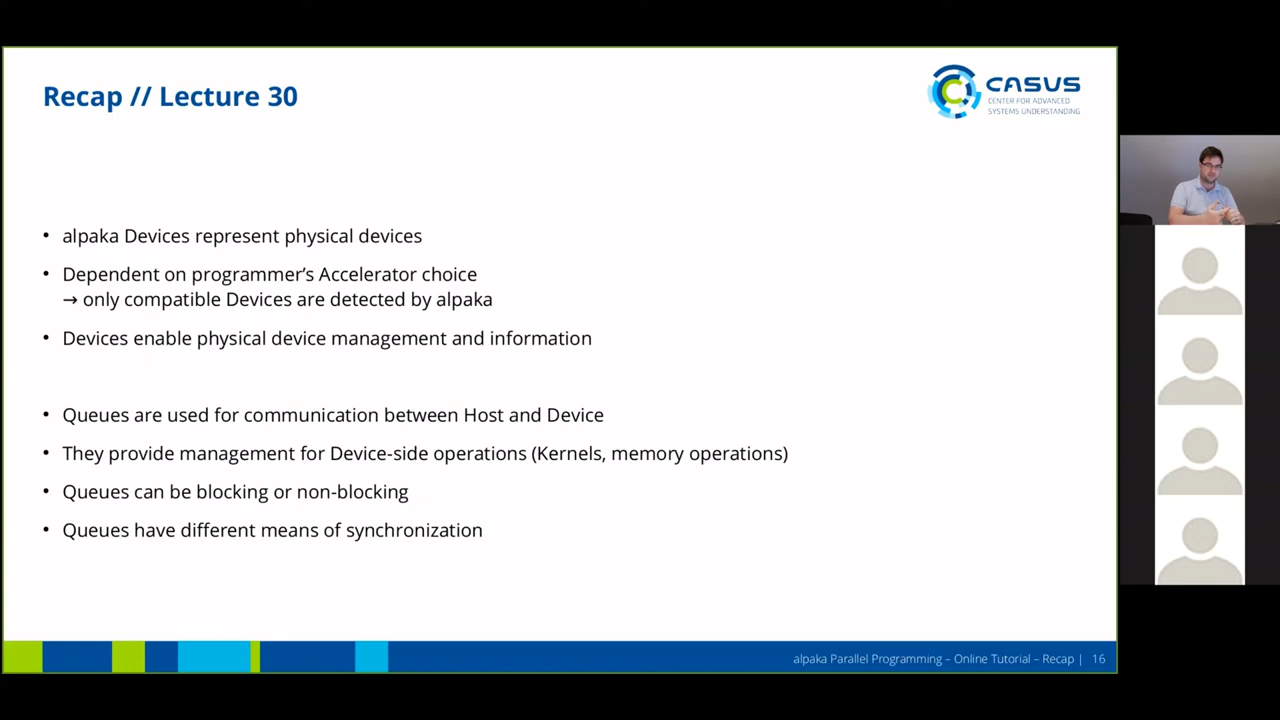 Recap // Lecture 30
CASUS
CENTER FOR ADVANCED
SYSTEMS UNDERSTANDING
• alpaka Devices represent physical devices
• Dependent on programmer’s Accelerator choice
→ only compatible Devices are detected by alpaka
• Devices enable physical device management and information
• Queues are used for communication between Host and Device
• They provide management for Device-side operations (Kernels, memory operations)
• Queues can be blocking or non-blocking
• Queues have different means of synchronization
alpaka Parallel Programming – Online Tutorial – Recap | 16